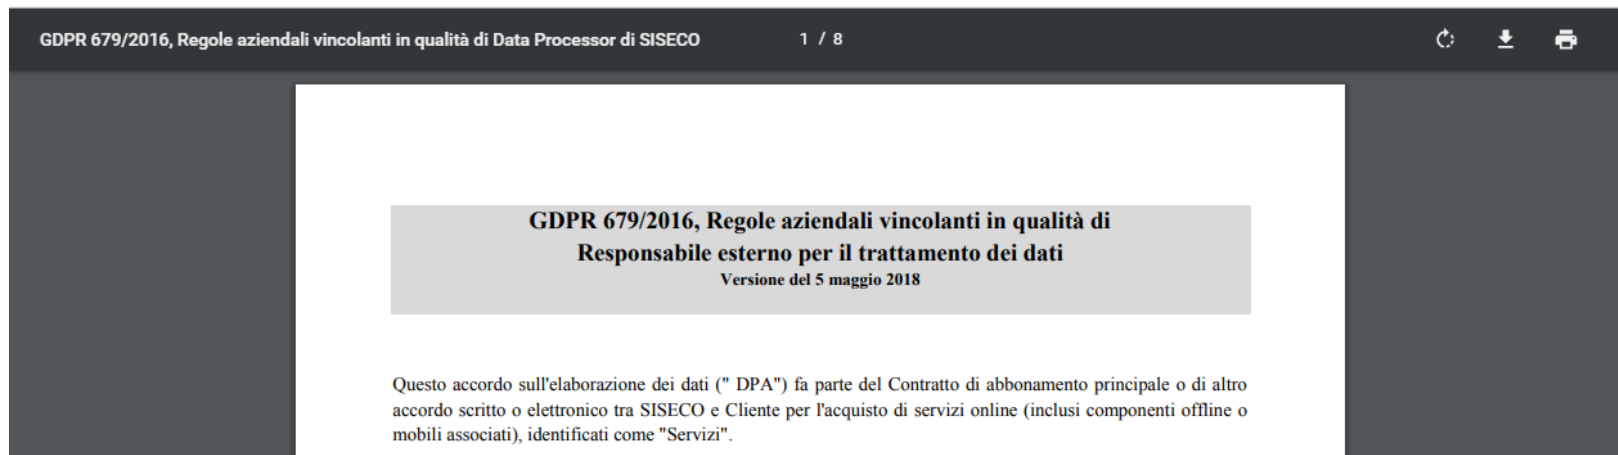 GDPR 679/2016, Regole aziendali vincolanti in qualità di Data Processor di SISECO 1 / 8
GDPR 679/2016, Regole aziendali vincolanti in qualità di
Responsabile esterno per il trattamento dei dati
Versione del 5 maggio 2018
Questo accordo sull'elaborazione dei dati (" DPA") fa parte del Contratto di abbonamento principale o di altro
accordo scritto o elettronico tra SISECO e Cliente per l'acquisto di servizi online (inclusi componenti offline o
mobili associati), identificati come "Servizi".